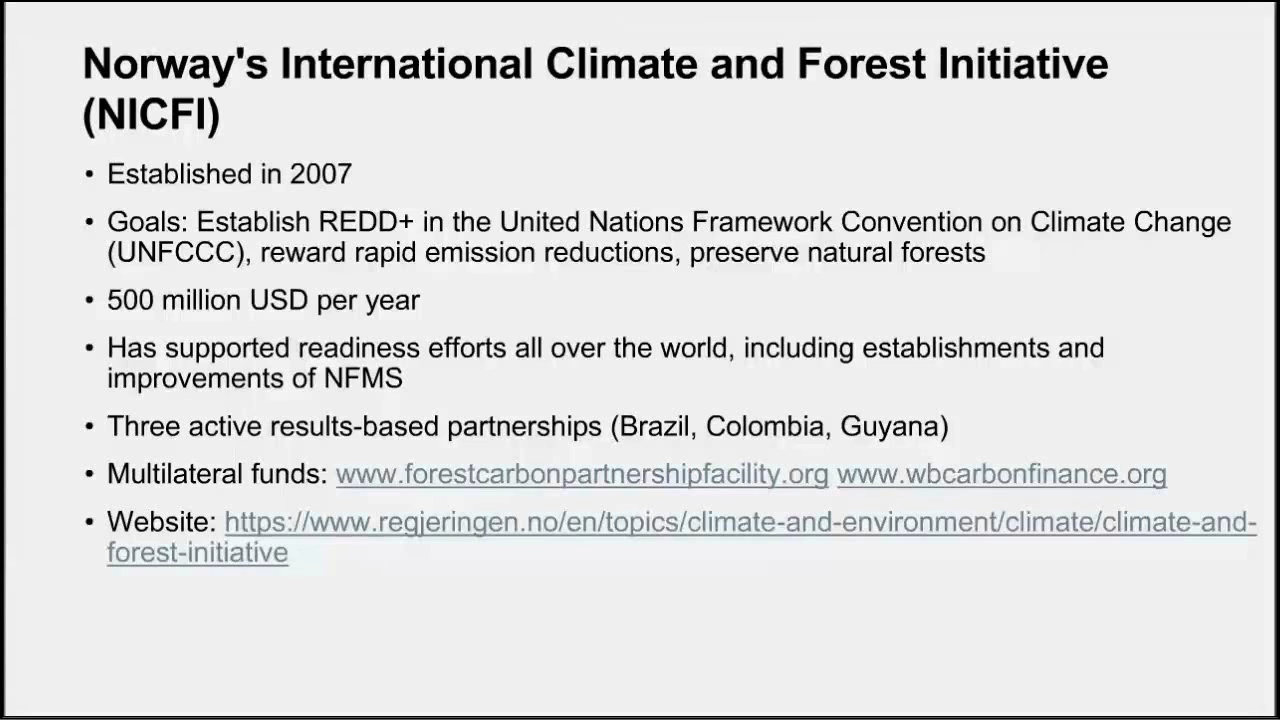 Norway's International Climate and Forest Initiative
(NICFI)
• Established in 2007
• Goals: Establish REDD+ in the United Nations Framework Convention on Climate Change
(UNFCCC), reward rapid emission reductions, preserve natural forests
• 500 million USD per year
• Has supported readiness efforts all over the world, including establishments and
improvements of NFMS
• Three active results-based partnerships (Brazil, Colombia, Guyana)
• Multilateral funds: www.forestcarbonpartnershipfacility.org www.wbcarbonfinance.org
• Website: https://www.regjeringen.no/en/topics/climate-and-environment/climate/climate-and-
forest-initiative